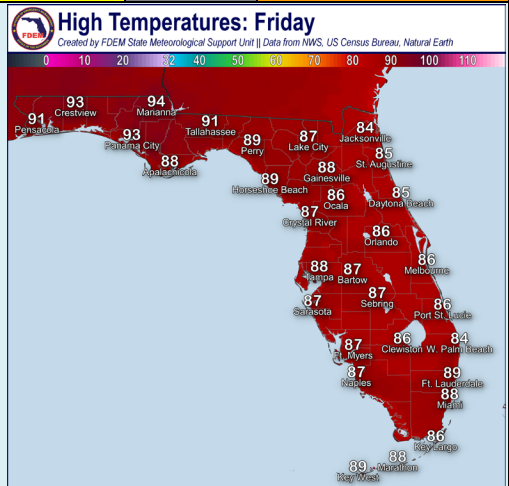 High Temperatures: Friday
Created by FDEM State Meteorological Support Unit || Data from NWS, US Census Bureau, Natural Earth
FDEM
0 10 20 32 40 50 60 70 80 90 100 110
93
Crestview
94
Marianna
91
Pensacola
91
Tallahassee
93
Panama City
84
Jacksonville
87
Lake City
89
Perry
85
St. Augustine
88
Apalachicola
88
Gainesville
89
Horseshoe Beach
86
Ocala
85
Daytona Beach
87
Crystal River
86
Orlando
86
Melbourne
88
Tampa
87
Bartow
87
Sebring
87
Sarasota
86
Port St. Lucie
87
Ft. Myers
86
Clewiston
84
W. Palm Beach
87
Naples
89
Ft. Lauderdale
88
Miami
86
Key Largo
88
Marathon
89
Key West